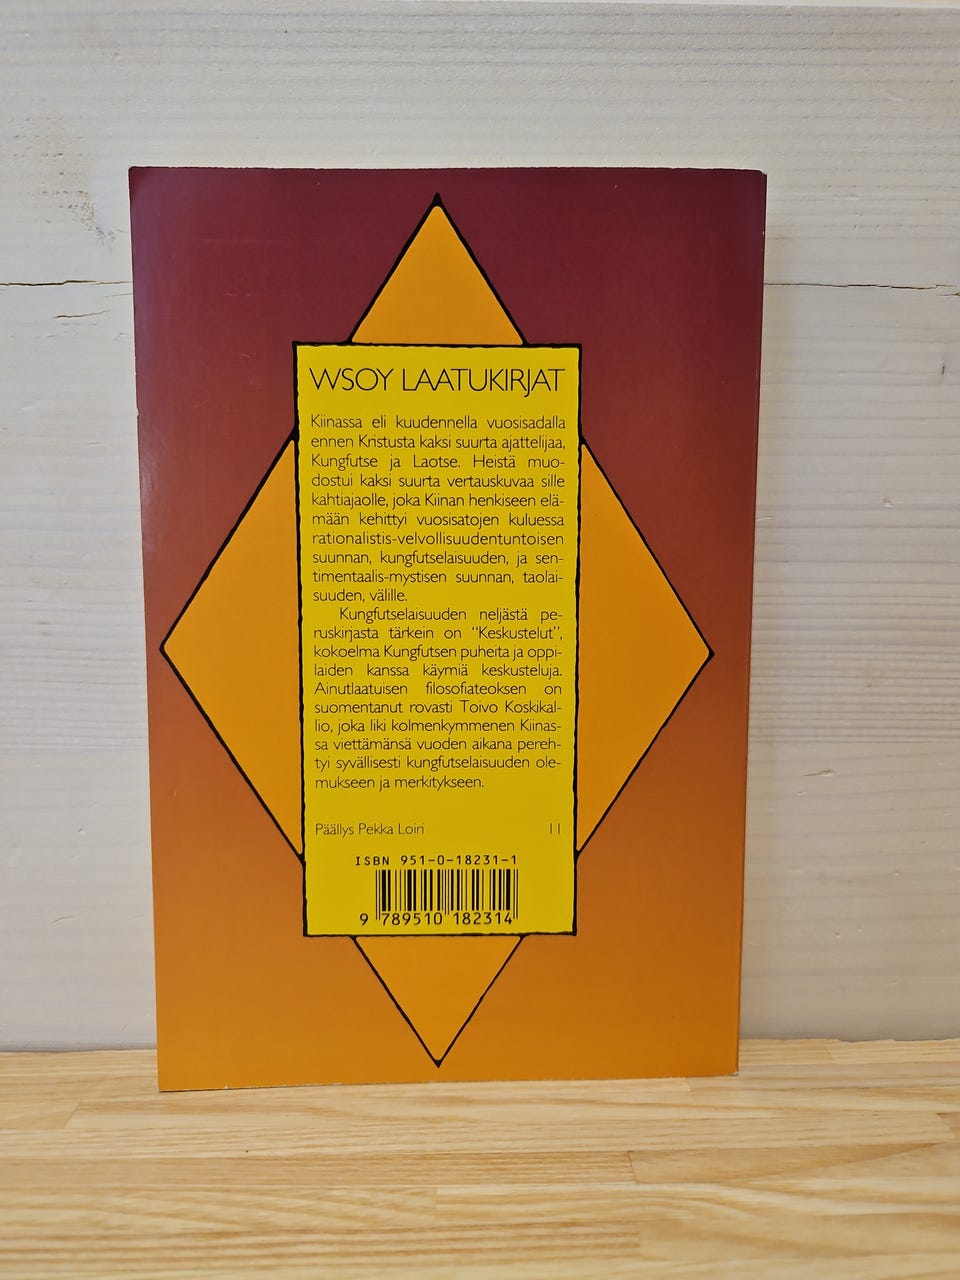 WSOY LAATUKIRJAT
Kiinassa eli kuudennella vuosisadalla
ennen Kristusta kaksi suurta ajattelijaa,
Kungfutse ja Laotse. Heistä muo-
dostui kaksi suurta vertauskuvaa sille
kahtiajaolle, joka Kiinan henkiseen elä-
mään kehittyi vuosisatojen kuluessa
rationalistis-velvollisuudentuntoisen
suunnan, kungfutselaisuuden, ja sen-
timentaalis-mystisen suunnan, taolai-
suuden, välille.
Kungfutselaisuuden neljästä pe-
ruskirjasta tärkein on "Keskustelut",
kokoelma Kungfutsen puheita ja oppi-
laiden kanssa käymiä keskusteluja.
Ainutlaatuisen filosofiateoksen on
suomentanut rovasti Toivo Koskikal-
lio, joka liki kolmenkymmenen Kiinas-
sa viettämänsä vuoden aikana pereh-
tyi syvällisesti kungfutselaisuuden ole-
mukseen ja merkitykseen.
Päällys Pekka Loiri 11
ISBN 951-0-18231-1
9 789510 182314